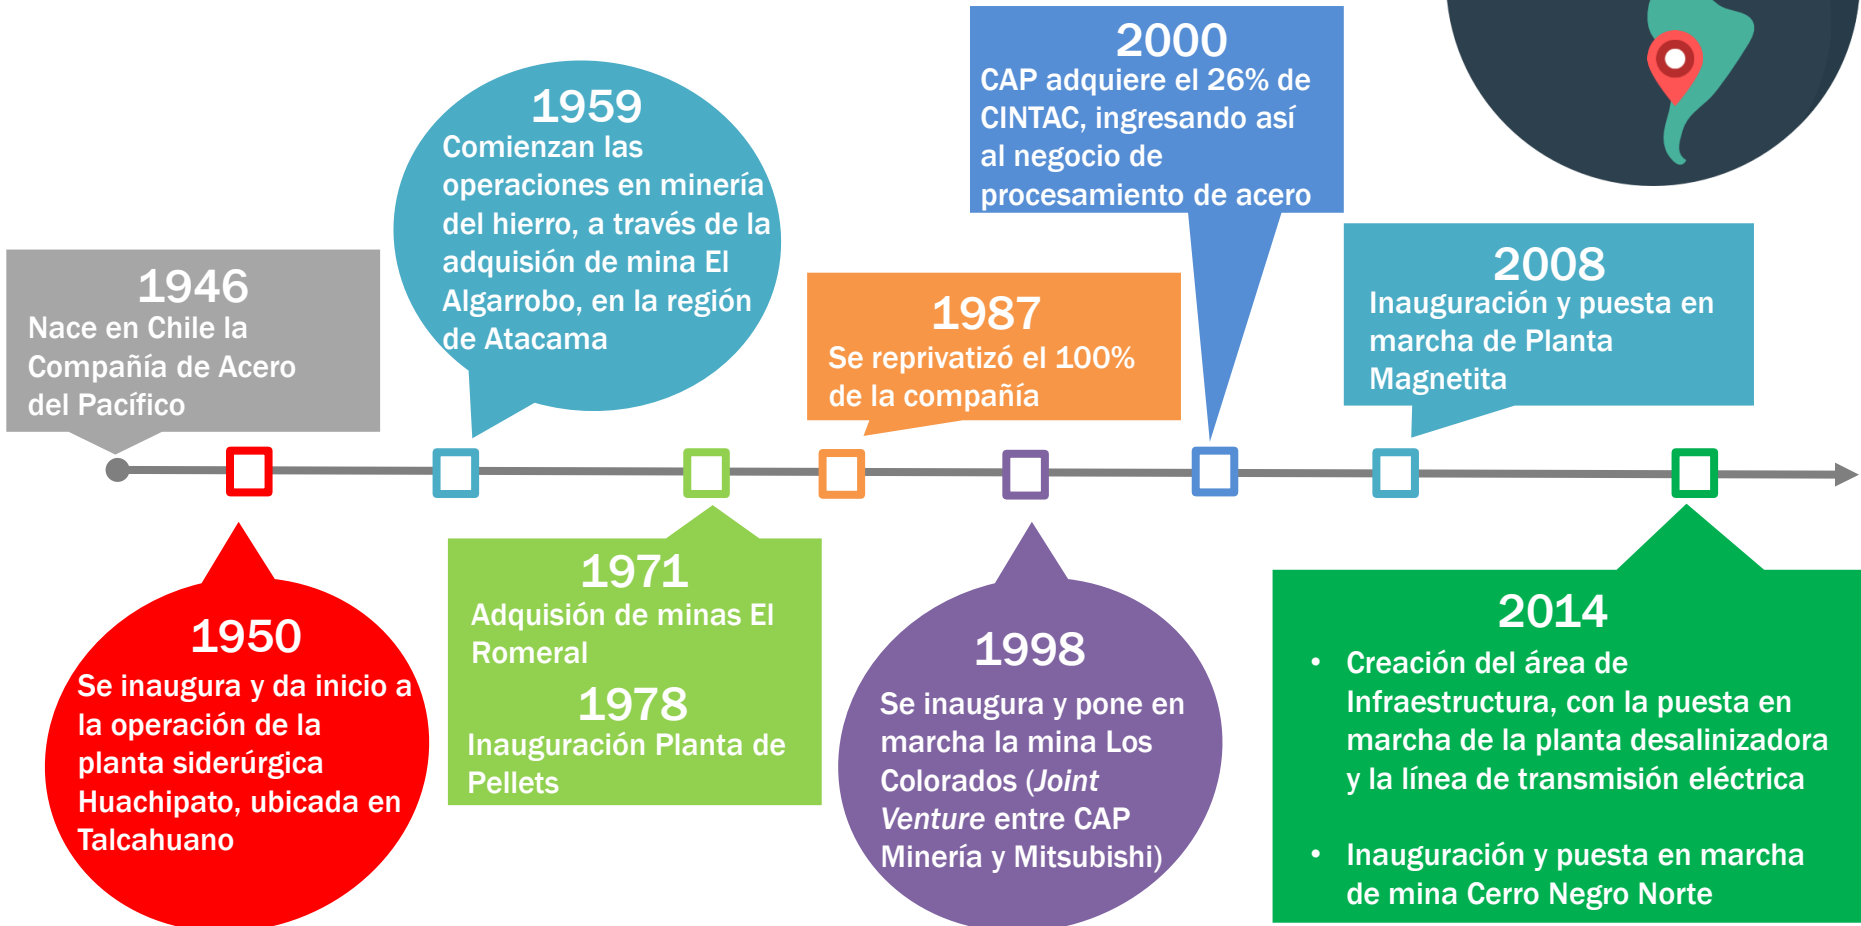 1946
Nace en Chile la
Compañía de Acero
del Pacífico
1950
Se inaugura y da inicio a
la operación de la
planta siderúrgica
Huachipato, ubicada en
Talcahuano
1959
Comienzan las
operaciones en minería
del hierro, a través de la
adquisión de mina El
Algarrobo, en la región
de Atacama
1971
Adquisión de minas El
Romeral
1978
Inauguración Planta de
Pellets
1987
Se reprivatizó el 100%
de la compañía
1998
Se inaugura y pone en
marcha la mina Los
Colorados (Joint
Venture entre CAP
Minería y Mitsubishi)
2000
CAP adquiere el 26% de
CINTAC, ingresando así
al negocio de
procesamiento de acero
2008
Inauguración y puesta en
marcha de Planta
Magnetita
2014
• Creación del área de
Infraestructura, con la puesta en
marcha de la planta desalinizadora
y la línea de transmisión eléctrica
• Inauguración y puesta en marcha
de mina Cerro Negro Norte